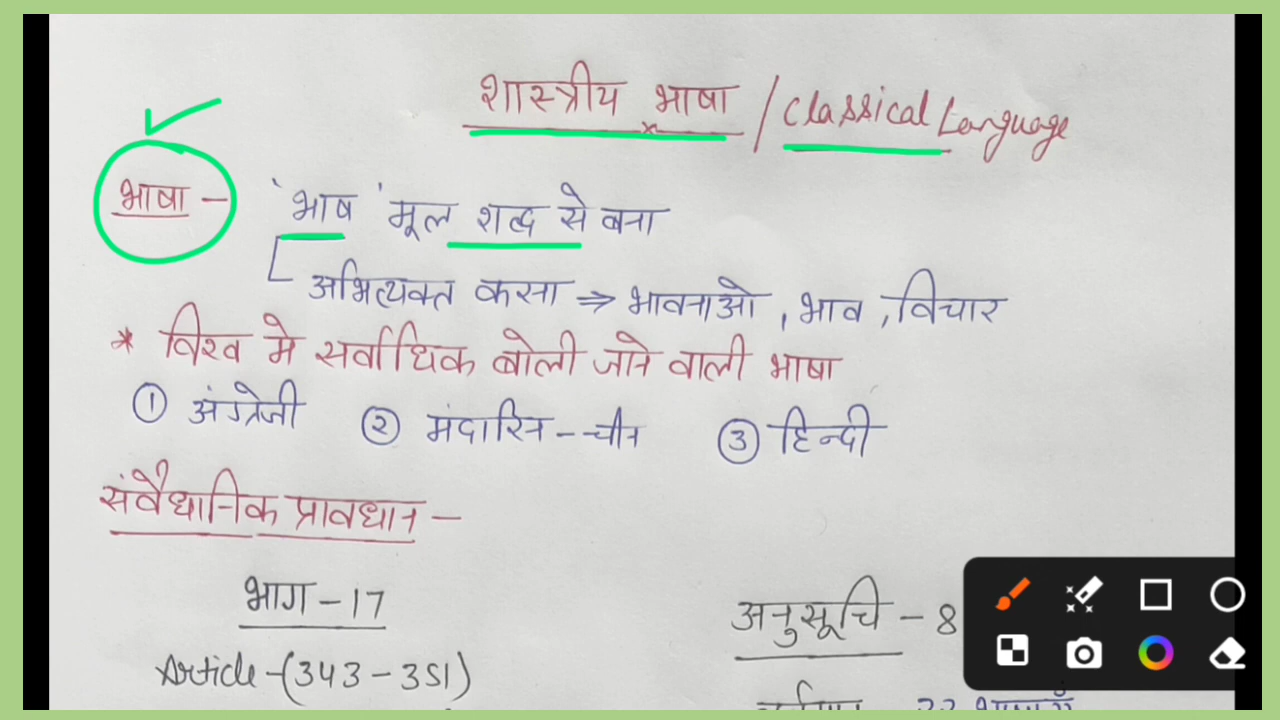 शास्त्रीय भाषा / Classical Language
भाषा - 'भाष' मूल शब्द से बना
अभिव्यक्त करना ⇒ भावनाओ, भाव, विचार
* विश्व मे सर्वाधिक बोली जाने वाली भाषा
① अंग्रेजी ② मंदारिन -- चीन ③ हिन्दी
संवैधानिक प्रावधान -
भाग - 17 अनुसूचि - 8
Article - (343 - 351)
22 भाषाएँ